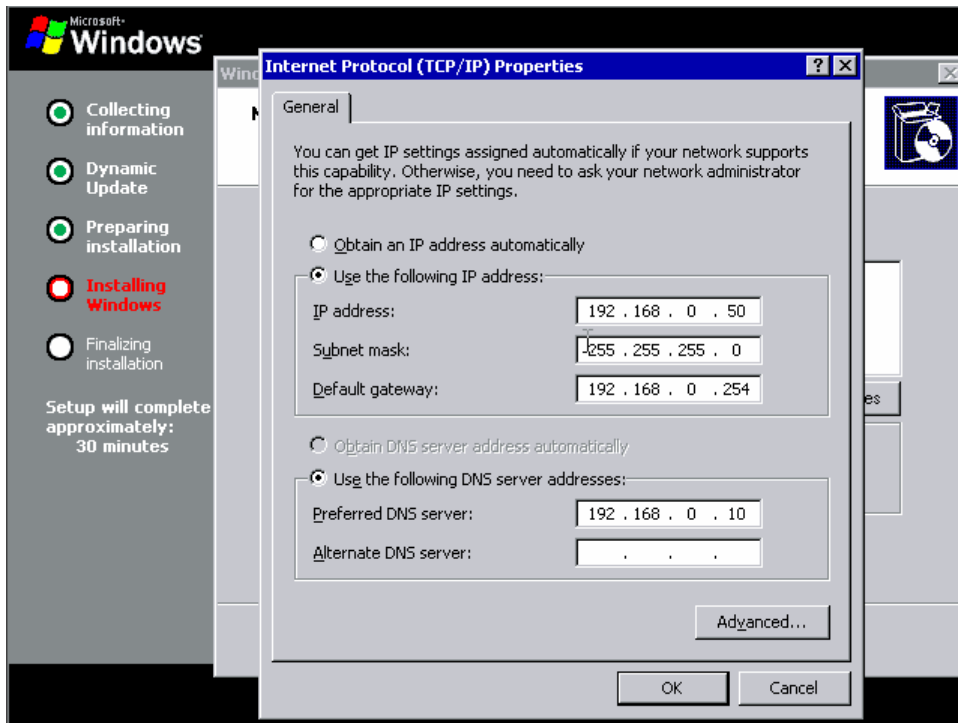 Microsoft
Windows
Collecting
information
Dynamic
Update
Preparing
installation
Installing
Windows
Finalizing
installation
Setup will complete
approximately:
30 minutes
Wind
Internet Protocol (TCP/IP) Properties
General
You can get IP settings assigned automatically if your network supports
this capability. Otherwise, you need to ask your network administrator
for the appropriate IP settings.
Obtain an IP address automatically
Use the following IP address:
IP address: 192 . 168 . 0 . 50
Subnet mask: 255 . 255 . 255 . 0
Default gateway: 192 . 168 . 0 . 254
es
Obtain DNS server address automatically
Use the following DNS server addresses:
Preferred DNS server: 192 . 168 . 0 . 10
Alternate DNS server: . . .
Advanced...
OK Cancel